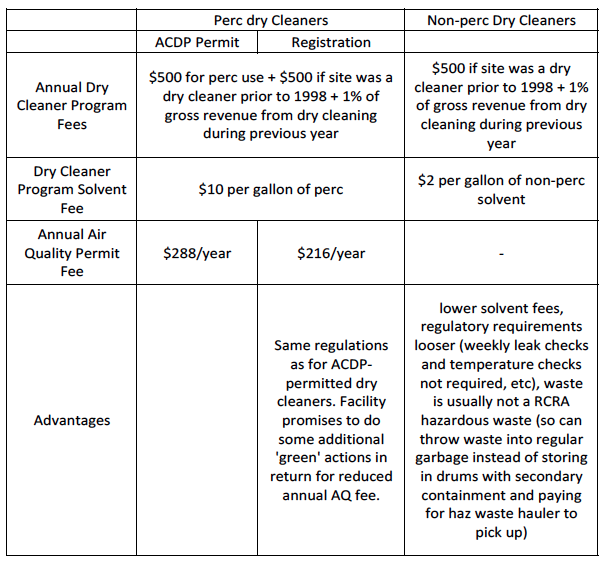 Perc dry Cleaners
Non-perc Dry Cleaners
ACDP Permit
Registration
Annual Dry
Cleaner Program
Fees
$500 for perc use + $500 if site was a
dry cleaner prior to 1998 + 1% of
gross revenue from dry cleaning
during previous year
$500 if site was a dry
cleaner prior to 1998 + 1%
of gross revenue from dry
cleaning during previous
year
Dry Cleaner
Program Solvent
Fee
$10 per gallon of perc
$2 per gallon of non-perc
solvent
Annual Air
Quality Permit
Fee
$288/year
$216/year
-
Advantages
Same regulations
as for ACDP-
permitted dry
cleaners. Facility
promises to do
some additional
'green' actions in
return for reduced
annual AQ fee.
lower solvent fees,
regulatory requirements
looser (weekly leak checks
and temperature checks
not required, etc), waste
is usually not a RCRA
hazardous waste (so can
throw waste into regular
garbage instead of storing
in drums with secondary
containment and paying
for haz waste hauler to
pick up)